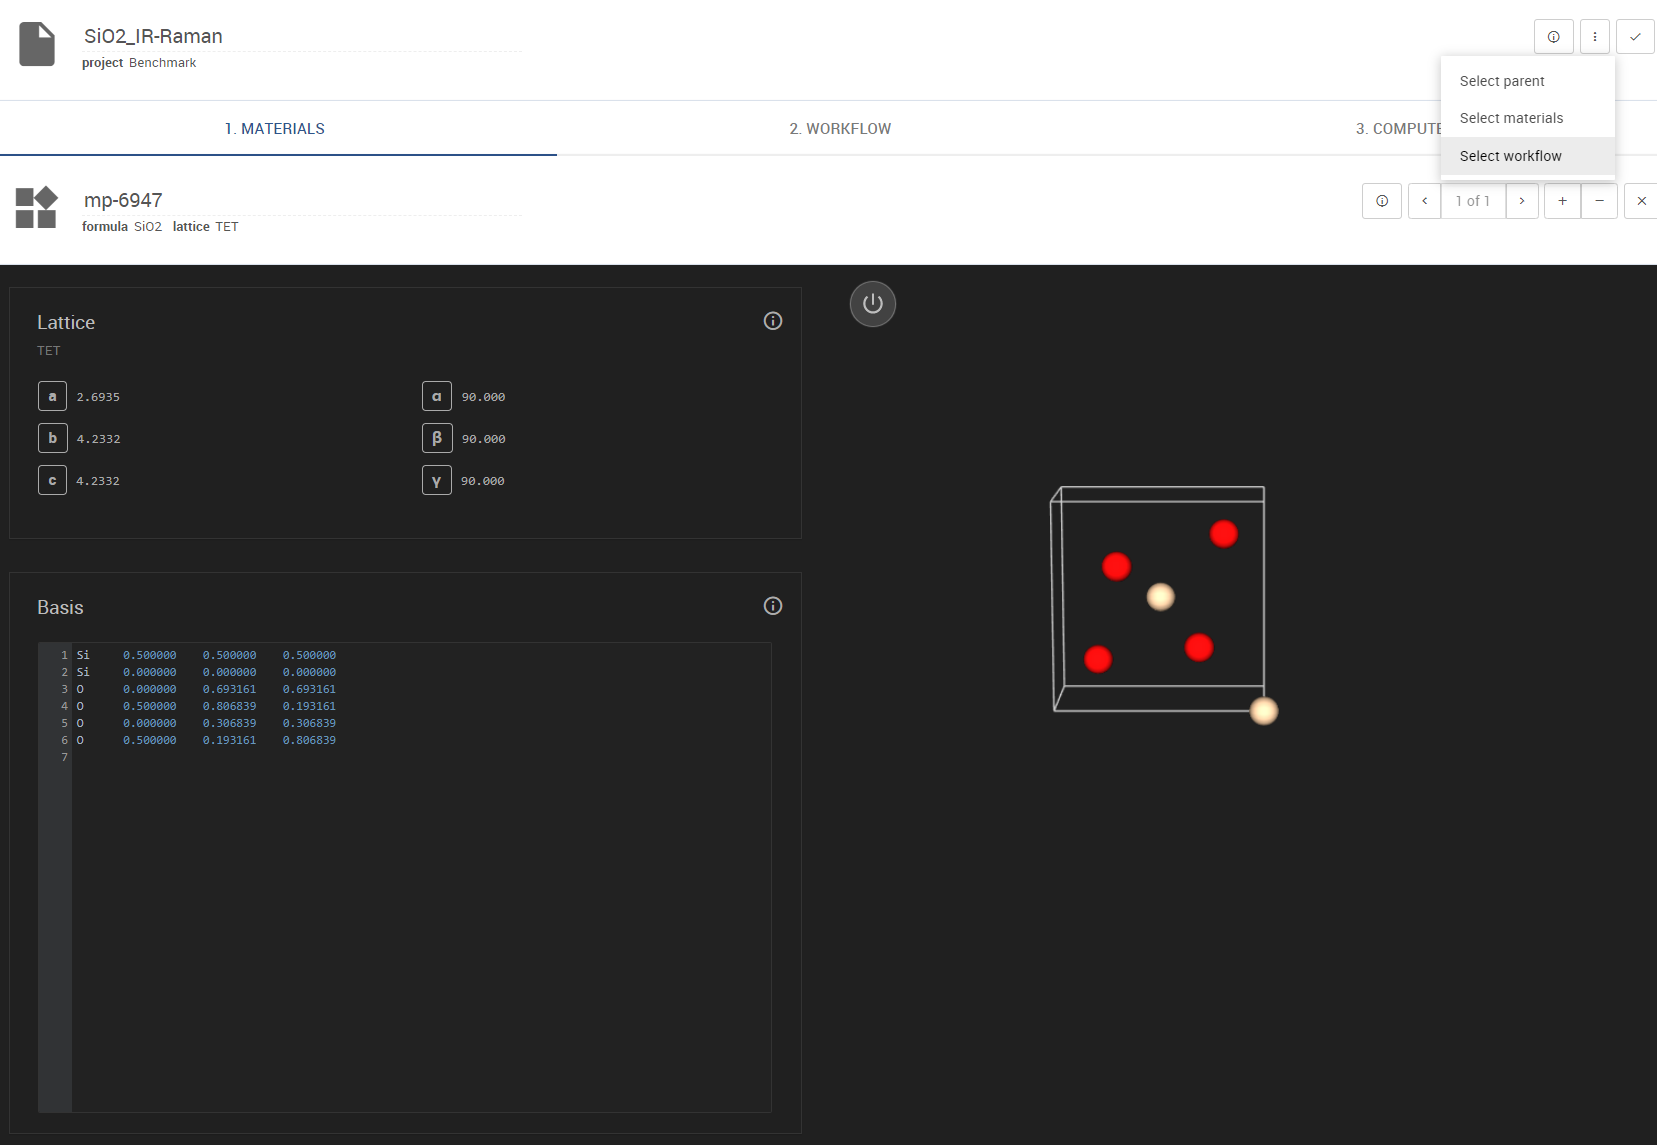 SiO2_IR-Raman
project Benchmark
Select parent
Select materials
Select workflow
1. MATERIALS
2. WORKFLOW
3. COMPUTE
mp-6947
formula SiO2 lattice TET
1 of 1
Lattice
TET
a 2.6935
α 90.000
b 4.2332
β 90.000
c 4.2332
γ 90.000
Basis
1 Si 0.500000 0.500000 0.500000
2 Si 0.000000 0.000000 0.000000
3 O 0.000000 0.693161 0.693161
4 O 0.500000 0.806839 0.193161
5 O 0.000000 0.306839 0.306839
6 O 0.500000 0.193161 0.806839
7